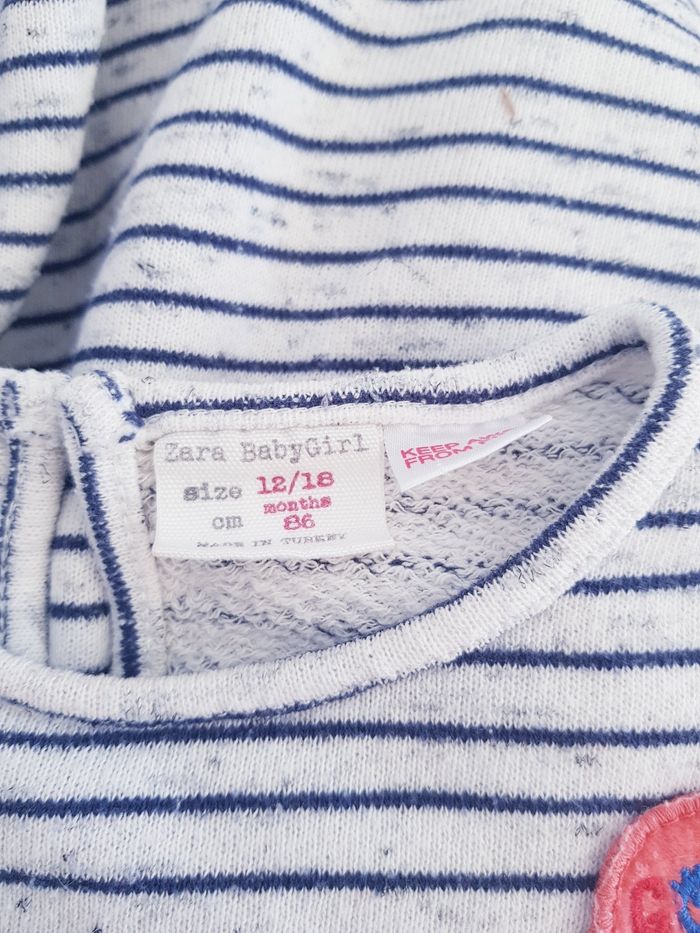 Zara BabyGirl
size 12/18
months
cm 86
MADE IN TURKEY
KEEP
FROM